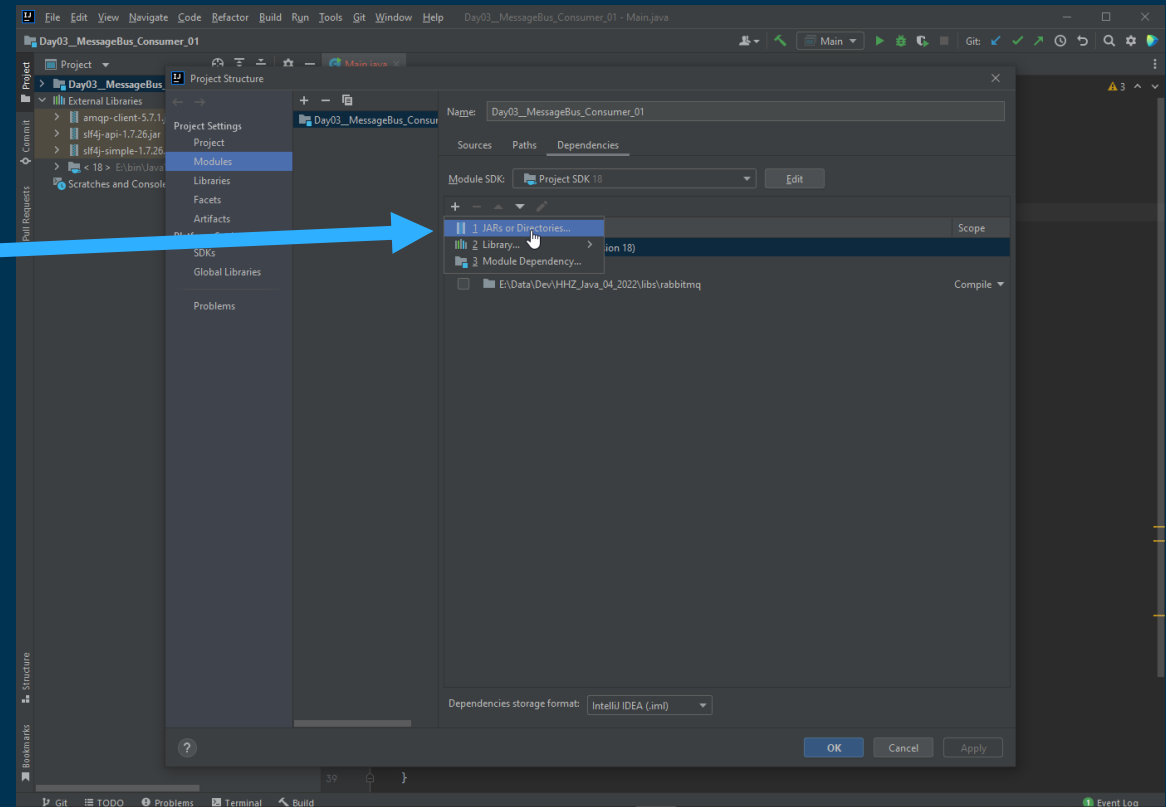 File Edit View Navigate Code Refactor Build Run Tools Git Window Help Day03__MessageBus_Consumer_01 - Main.java
Day03__MessageBus_Consumer_01
Main
Git:
Project
Main.java
Project
Commit
Pull Requests
Structure
Bookmarks
Day03__MessageBus_
External Libraries
amqp-client-5.7.1.
slf4j-api-1.7.26.jar
slf4j-simple-1.7.26.
< 18 > E:\bin\Java
Scratches and Console
3
Project Structure
Project Settings
Project
Modules
Libraries
Facets
Artifacts
SDKs
Global Libraries
Problems
Day03__MessageBus_Consur
Name: Day03__MessageBus_Consumer_01
Sources Paths Dependencies
Module SDK: Project SDK 18 Edit
1 JARs or Directories...
2 Library...
3 Module Dependency...
Scope
ion 18)
E:\Data\Dev\HHZ_Java_04_2022\libs\rabbitmq Compile
Dependencies storage format: IntelliJ IDEA (.iml)
? OK Cancel Apply
39 }
Git TODO Problems Terminal Build 1 Event Log